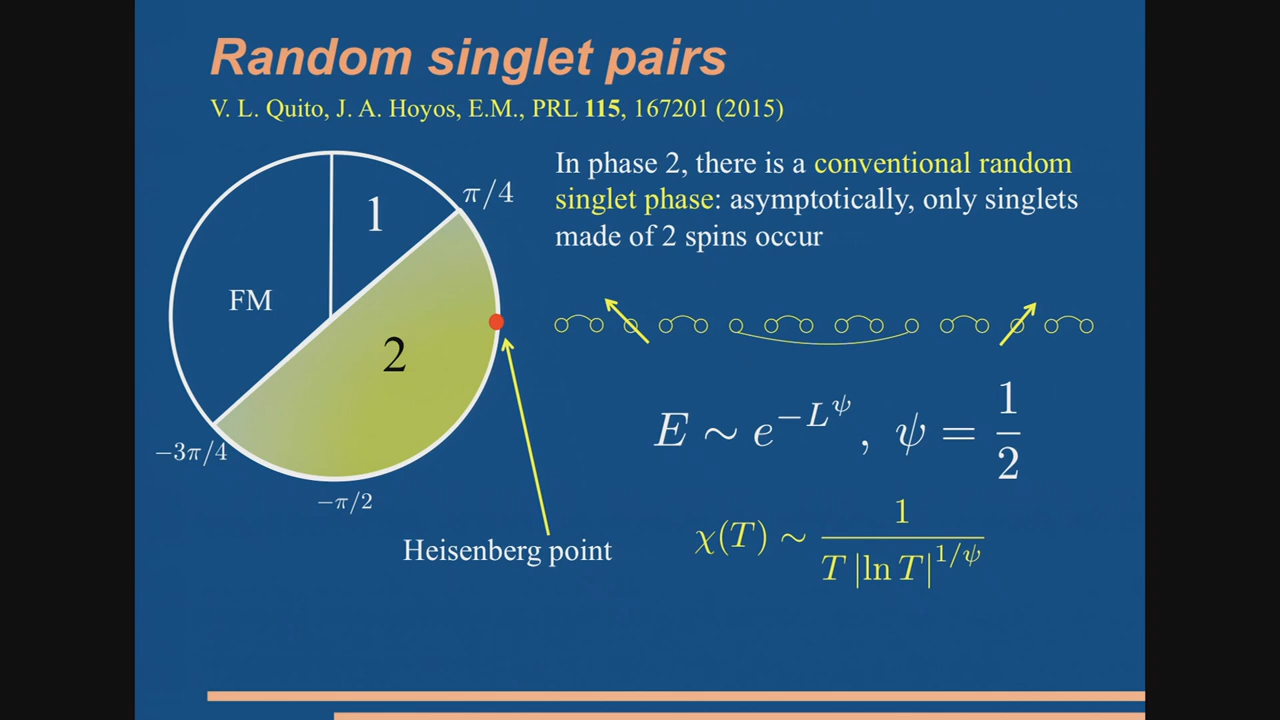 Random singlet pairs
V. L. Quito, J. A. Hoyos, E.M., PRL 115, 167201 (2015)
In phase 2, there is a conventional random
singlet phase: asymptotically, only singlets
made of 2 spins occur
π/4
1
FM
2
−3π/4
−π/2
Heisenberg point
E ∼ e^{−L^ψ}, ψ = 1/2
χ(T) ∼ 1/(T |ln T|^{1/ψ})